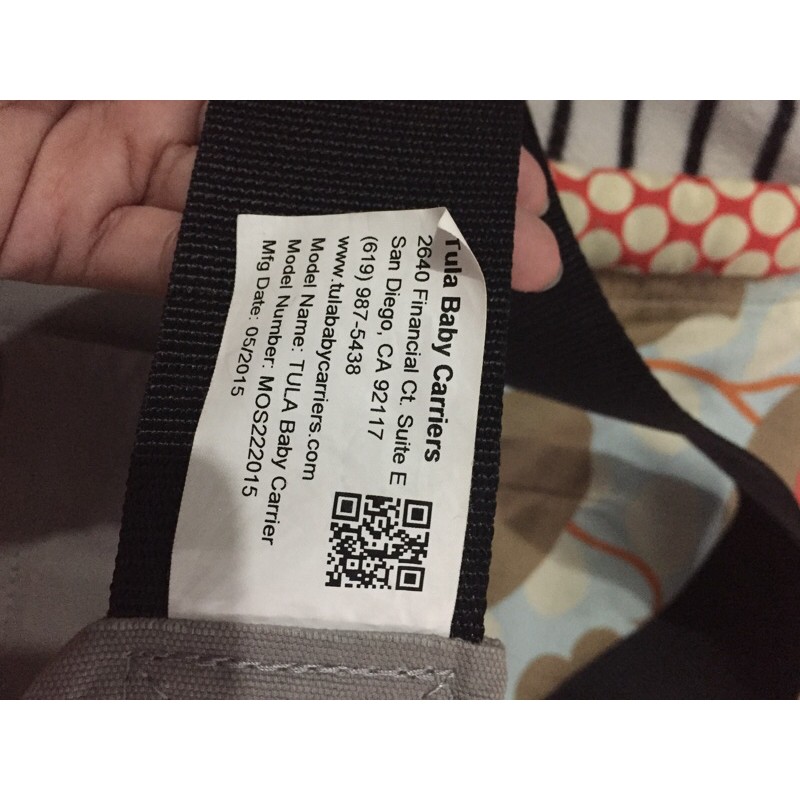 Tula Baby Carriers
2640 Financial Ct. Suite E
San Diego, CA 92117
(619) 987-5438
www.tulababycarriers.com
Model Name: TULA Baby Carrier
Model Number: MOS222015
Mfg Date: 05/2015